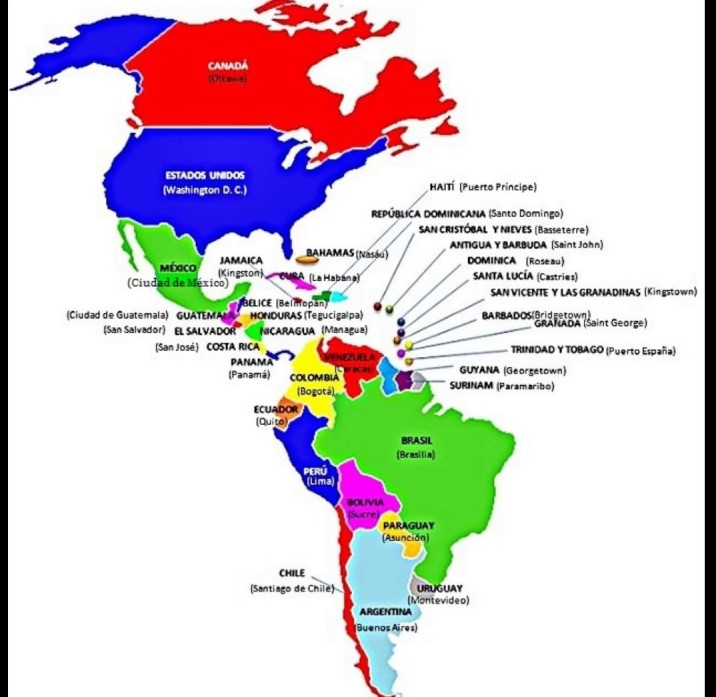 CANADÁ
(Ottawa)
ESTADOS UNIDOS
(Washington D. C.)
HAITÍ (Puerto Príncipe)
REPÚBLICA DOMINICANA (Santo Domingo)
SAN CRISTÓBAL Y NIEVES (Basseterre)
ANTIGUA Y BARBUDA (Saint John)
BAHAMAS (Nasáu)
JAMAICA
(Kingston)
DOMINICA (Roseau)
MÉXICO
(Ciudad de México)
CUBA (La Habana)
SANTA LUCÍA (Castries)
SAN VICENTE Y LAS GRANADINAS (Kingstown)
BELICE (Belmopan)
(Ciudad de Guatemala) GUATEMALA
HONDURAS (Tegucigalpa)
BARBADOS(Bridgetown)
GRANADA (Saint George)
(San Salvador) EL SALVADOR
NICARAGUA (Managua)
(San José) COSTA RICA
TRINIDAD Y TOBAGO (Puerto España)
PANAMA
(Panamá)
VENEZUELA
(Caracas)
GUYANA (Georgetown)
COLOMBIA
(Bogotá)
SURINAM (Paramaribo)
ECUADOR
(Quito)
BRASIL
(Brasilia)
PERÚ
(Lima)
BOLIVIA
(Sucre)
PARAGUAY
(Asunción)
CHILE
(Santiago de Chile)
URUGUAY
(Montevideo)
ARGENTINA
(Buenos Aires)